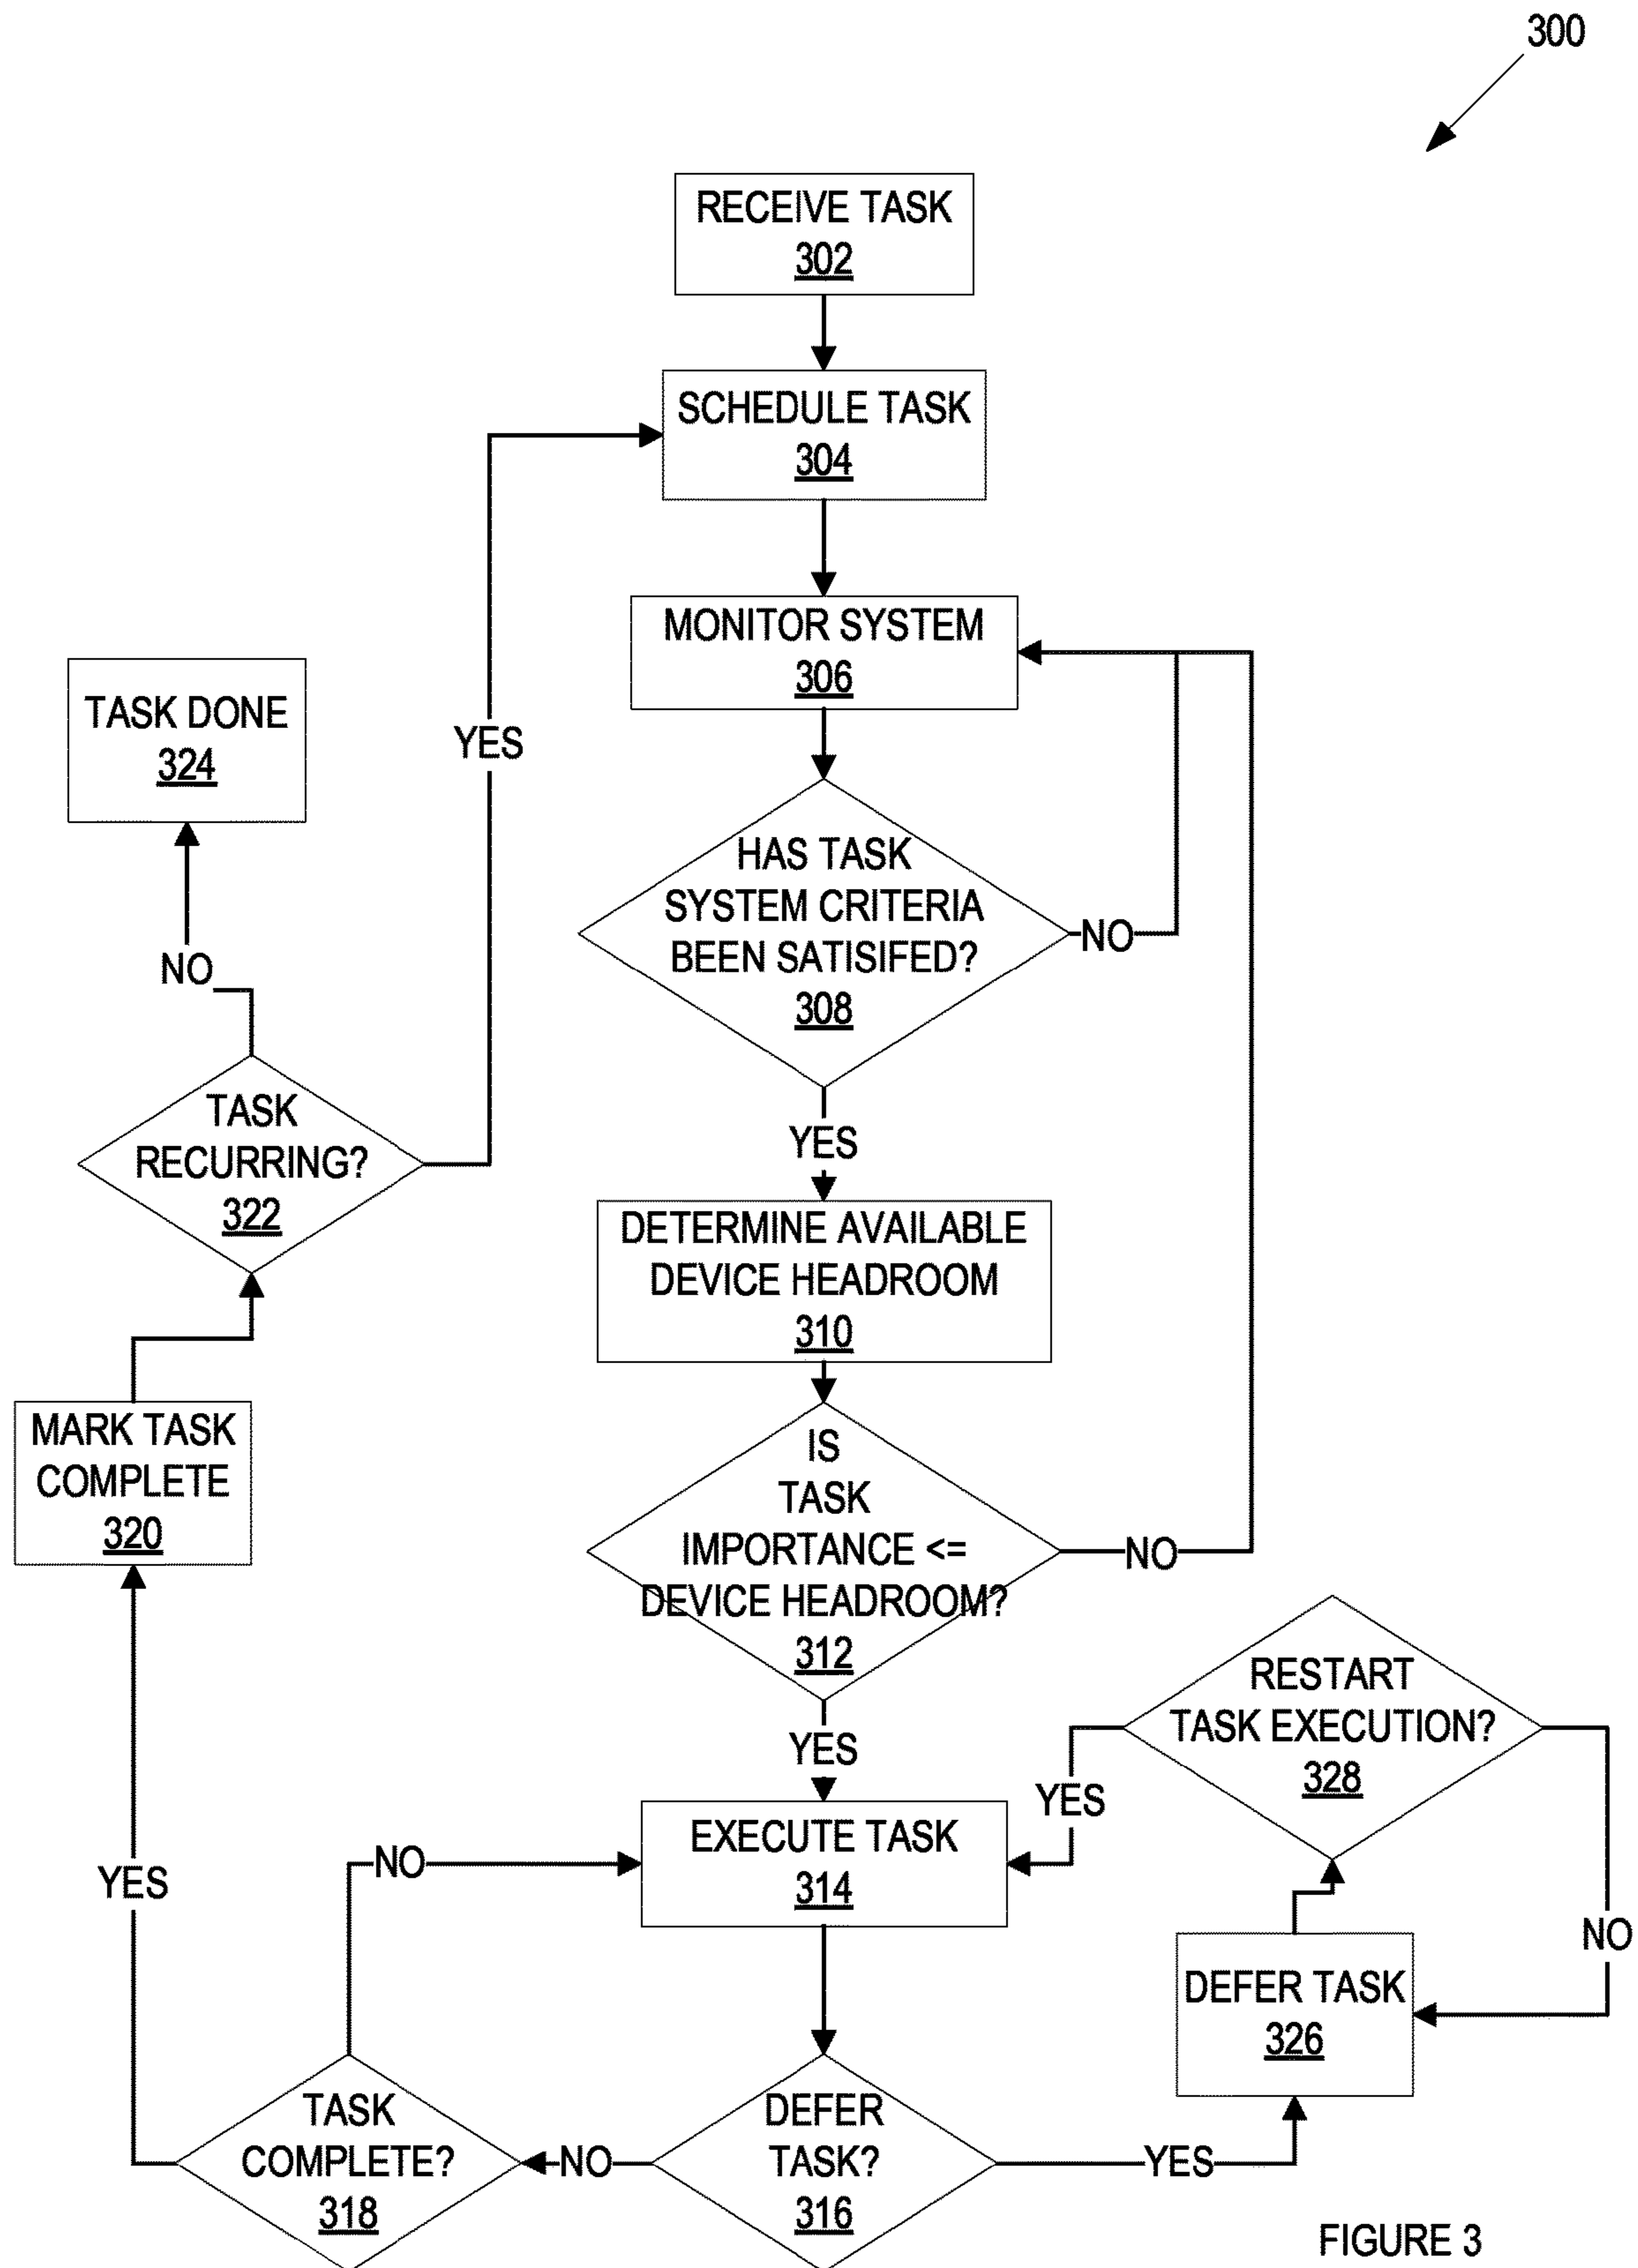 300
RECEIVE TASK
302
SCHEDULE TASK
304
MONITOR SYSTEM
306
TASK DONE
324
YES
HAS TASK
SYSTEM CRITERIA
BEEN SATISIFED?
308
NO
NO
TASK
RECURRING?
322
YES
DETERMINE AVAILABLE
DEVICE HEADROOM
310
MARK TASK
COMPLETE
320
IS
TASK
IMPORTANCE <=
DEVICE HEADROOM?
312
NO
RESTART
TASK EXECUTION?
328
YES
YES
EXECUTE TASK
314
NO
YES
NO
DEFER TASK
326
TASK
COMPLETE?
318
NO
DEFER
TASK?
316
YES
FIGURE 3